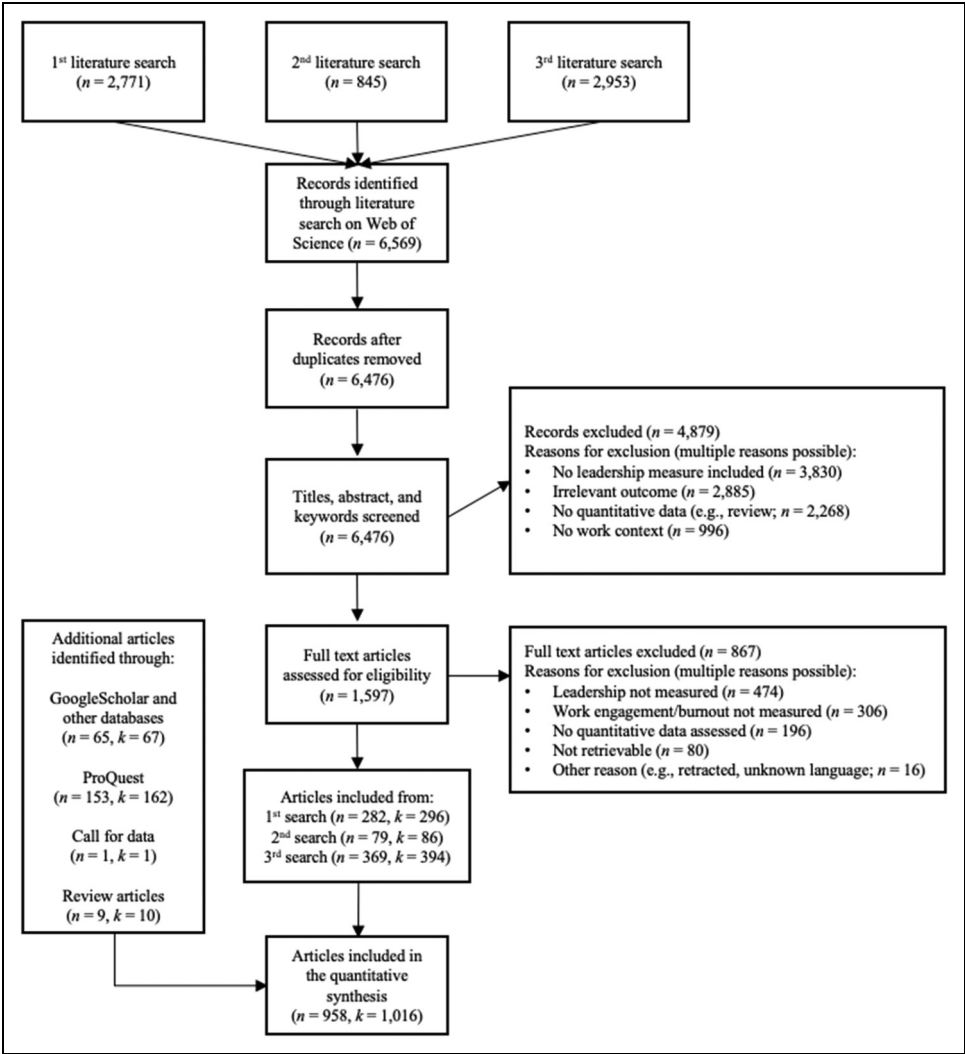 1st literature search
(n = 2,771)
2nd literature search
(n = 845)
3rd literature search
(n = 2,953)
Records identified
through literature
search on Web of
Science (n = 6,569)
Records after
duplicates removed
(n = 6,476)
Titles, abstract, and
keywords screened
(n = 6,476)
Records excluded (n = 4,879)
Reasons for exclusion (multiple reasons possible):
• No leadership measure included (n = 3,830)
• Irrelevant outcome (n = 2,885)
• No quantitative data (e.g., review; n = 2,268)
• No work context (n = 996)
Full text articles
assessed for eligibility
(n = 1,597)
Full text articles excluded (n = 867)
Reasons for exclusion (multiple reasons possible):
• Leadership not measured (n = 474)
• Work engagement/burnout not measured (n = 306)
• No quantitative data assessed (n = 196)
• Not retrievable (n = 80)
• Other reason (e.g., retracted, unknown language; n = 16)
Additional articles
identified through:
GoogleScholar and
other databases
(n = 65, k = 67)
ProQuest
(n = 153, k = 162)
Call for data
(n = 1, k = 1)
Review articles
(n = 9, k = 10)
Articles included from:
1st search (n = 282, k = 296)
2nd search (n = 79, k = 86)
3rd search (n = 369, k = 394)
Articles included in
the quantitative
synthesis
(n = 958, k = 1,016)